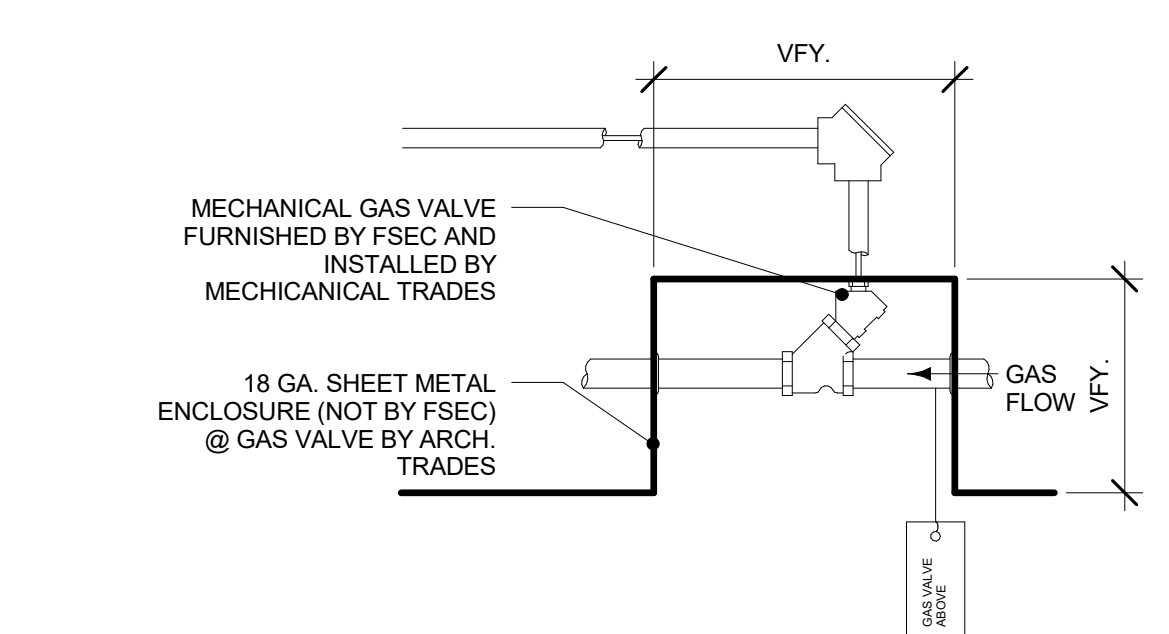 VFY.
MECHANICAL GAS VALVE
FURNISHED BY FSEC AND
INSTALLED BY
MECHICANICAL TRADES
18 GA. SHEET METAL
ENCLOSURE (NOT BY FSEC)
@ GAS VALVE BY ARCH.
TRADES
GAS
FLOW
VFY.
GAS VALVE
ABOVE